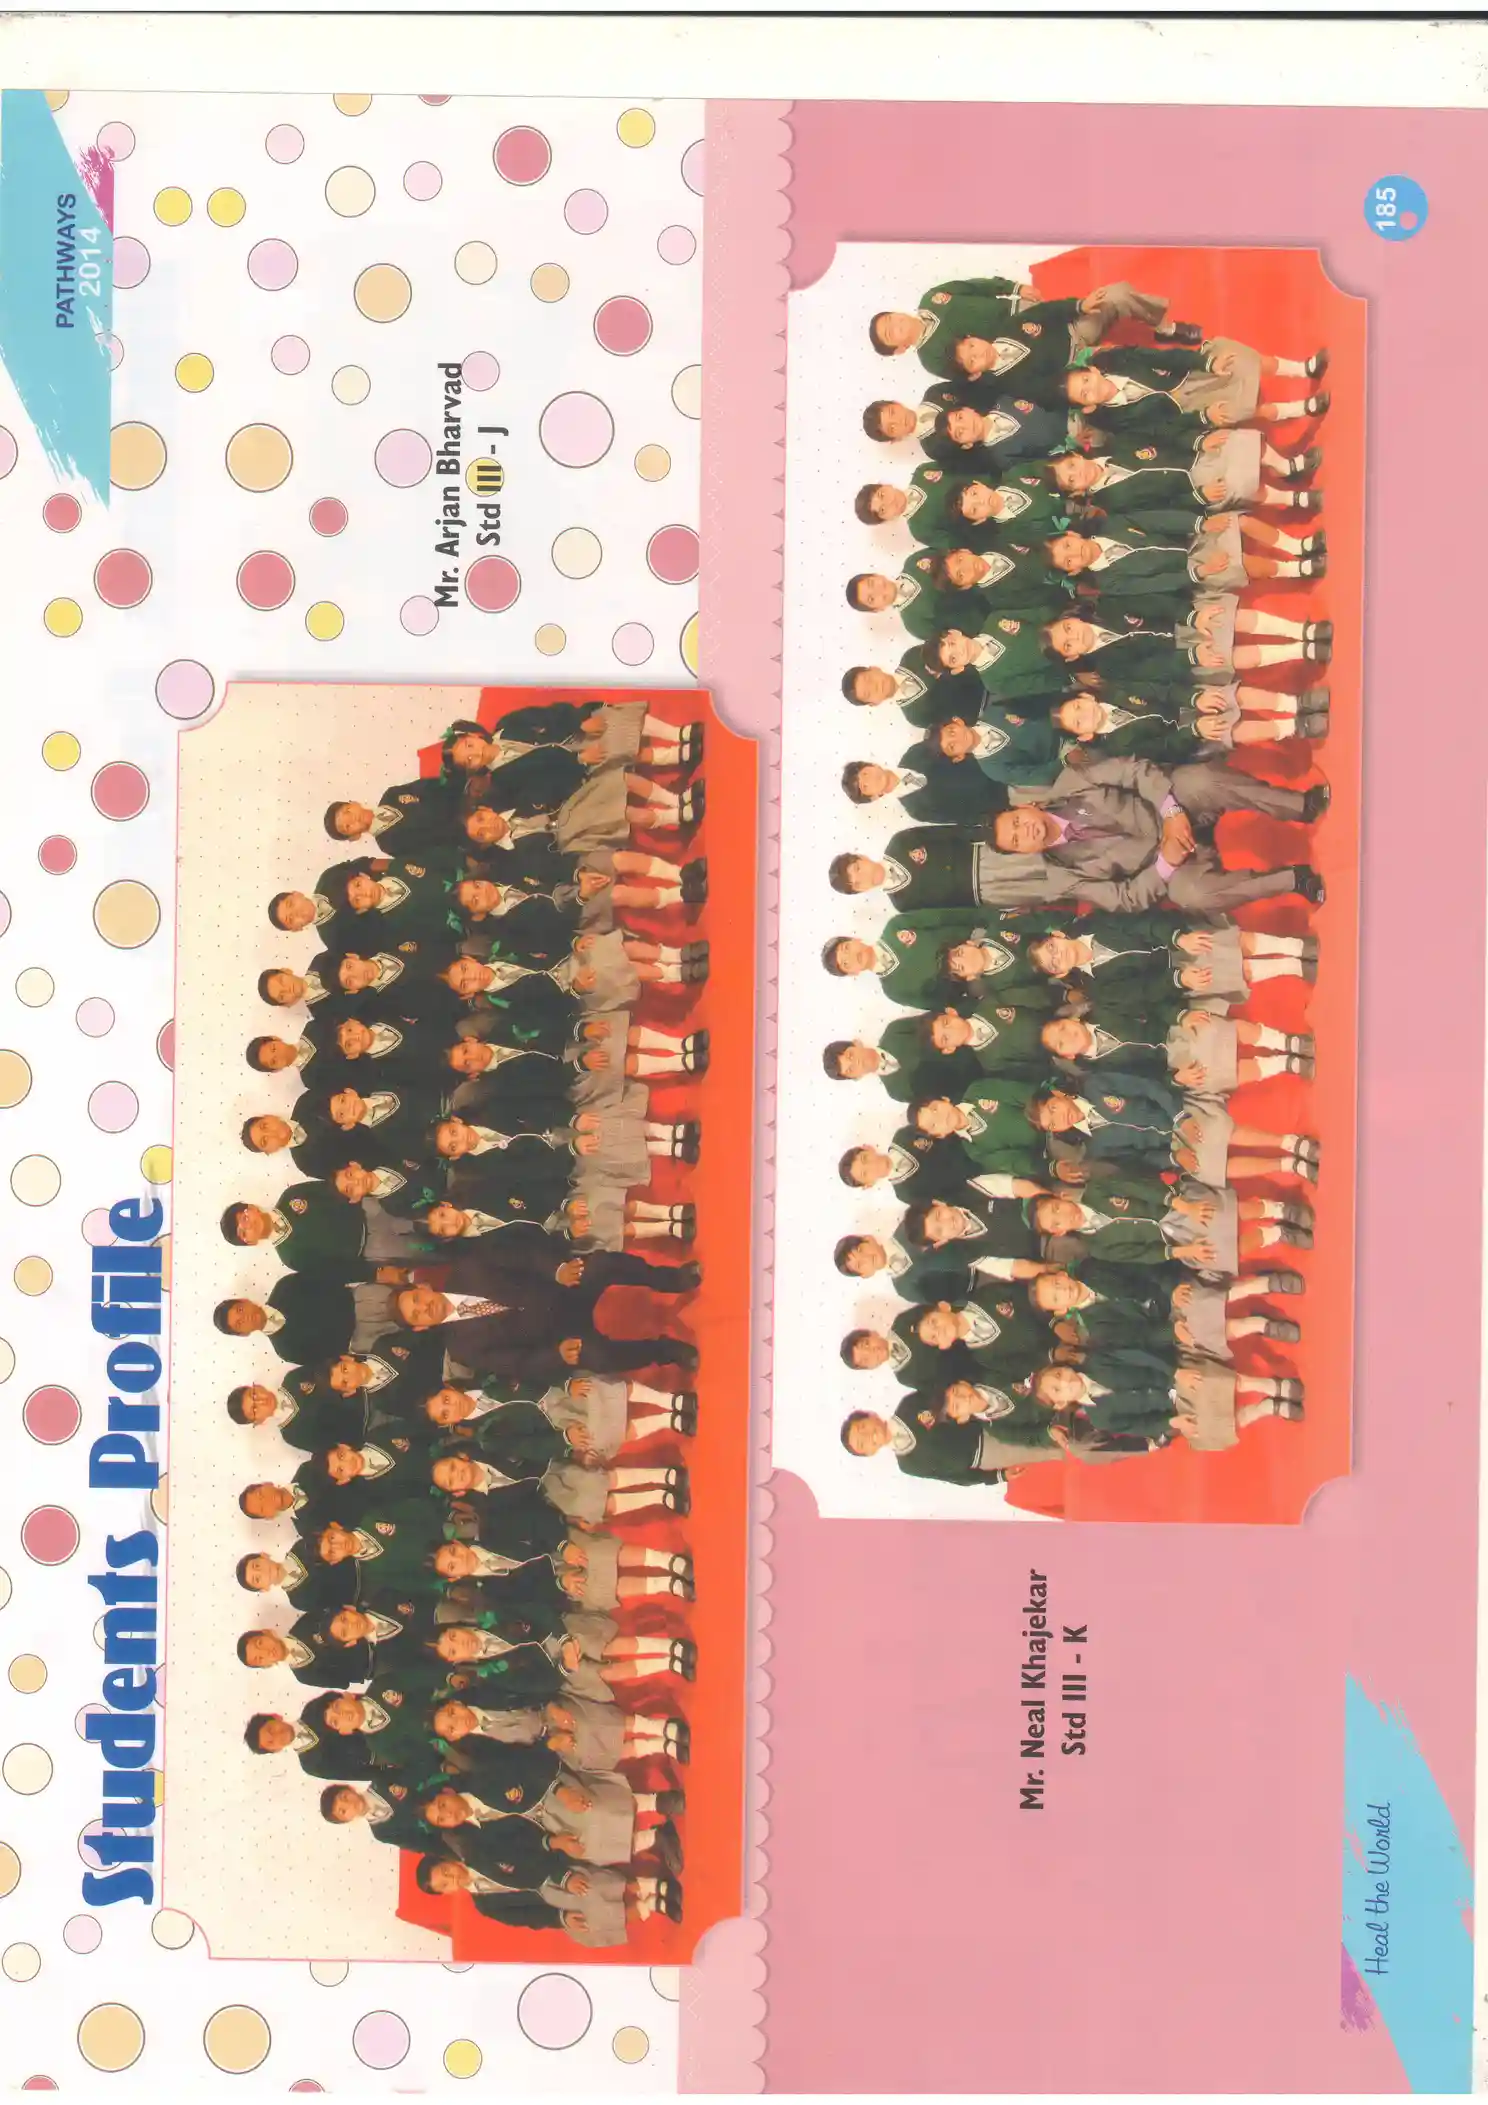 PATHWAYS
2014
Students Profile
Mr. Arjan Bharvad
Std III - J
Mr. Neal Khajekar
Std III - K
Heal the World
185